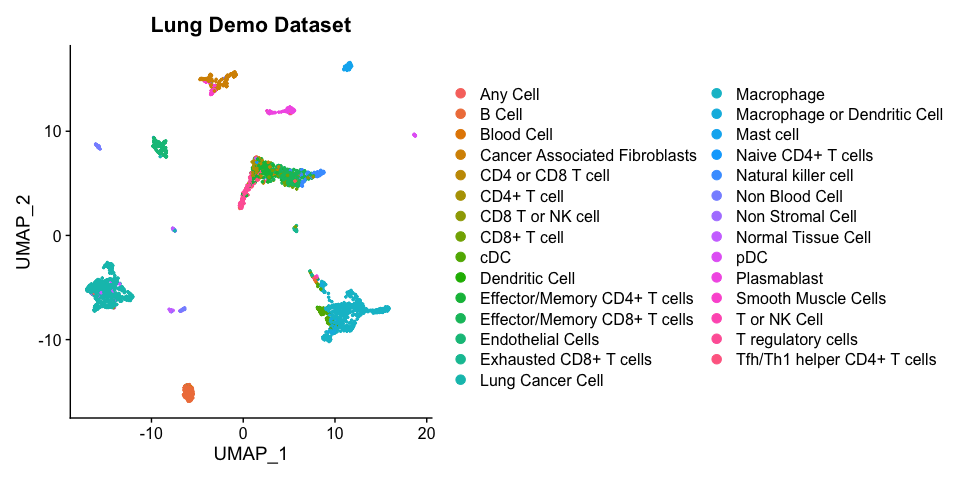 Lung Demo Dataset
UMAP_2
10
0
-10
-10
0
10
20
UMAP_1
Any Cell
B Cell
Blood Cell
Cancer Associated Fibroblasts
CD4 or CD8 T cell
CD4+ T cell
CD8 T or NK cell
CD8+ T cell
cDC
Dendritic Cell
Effector/Memory CD4+ T cells
Effector/Memory CD8+ T cells
Endothelial Cells
Exhausted CD8+ T cells
Lung Cancer Cell
Macrophage
Macrophage or Dendritic Cell
Mast cell
Naive CD4+ T cells
Natural killer cell
Non Blood Cell
Non Stromal Cell
Normal Tissue Cell
pDC
Plasmablast
Smooth Muscle Cells
T or NK Cell
T regulatory cells
Tfh/Th1 helper CD4+ T cells